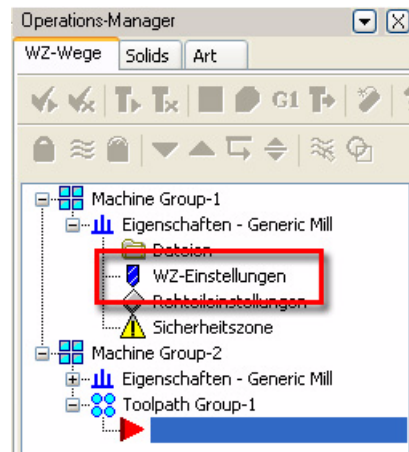 Operations-Manager
WZ-Wege Solids Art
G1
Machine Group-1
Eigenschaften - Generic Mill
Dateien
WZ-Einstellungen
Rohteileinstellungen
Sicherheitszone
Machine Group-2
Eigenschaften - Generic Mill
Toolpath Group-1